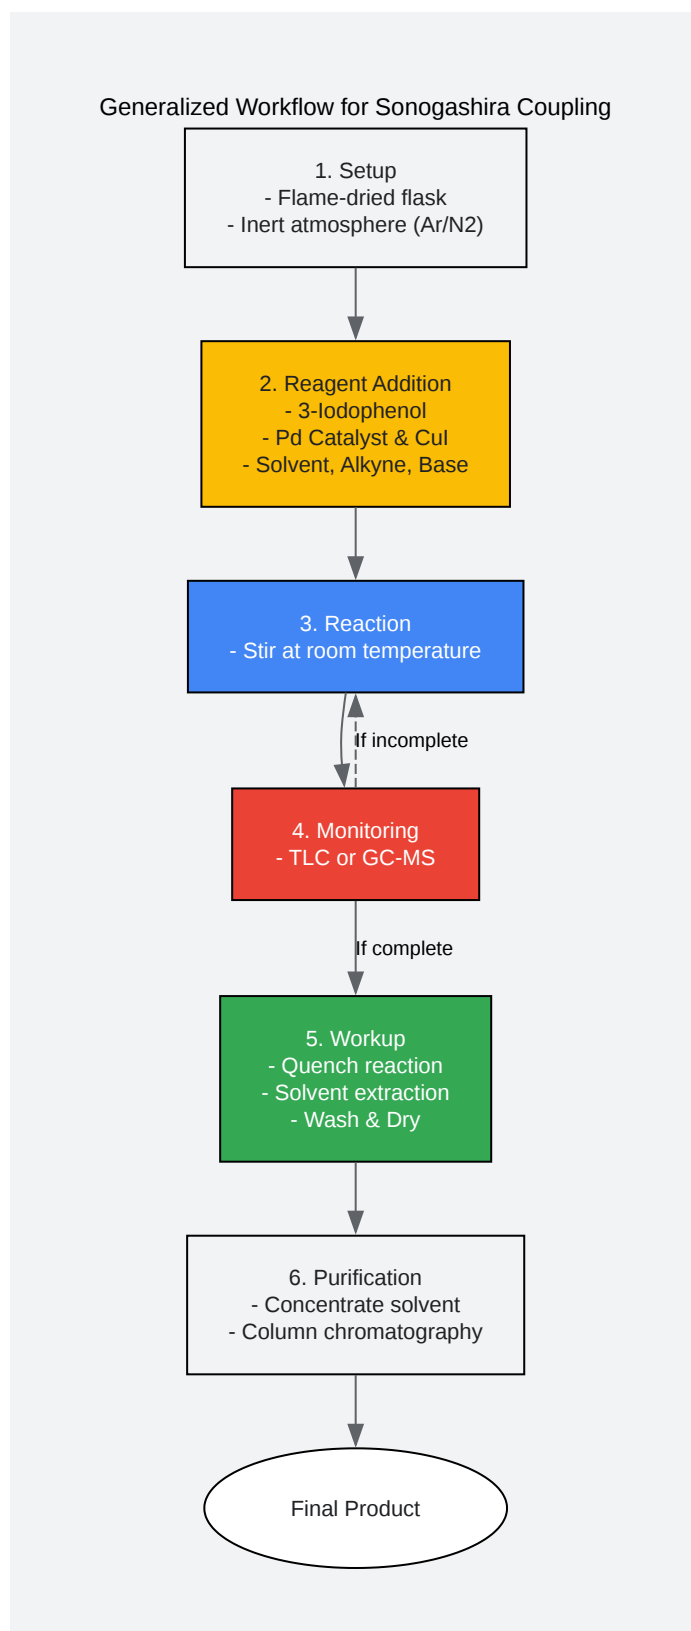 Generalized Workflow for Sonogashira Coupling
1. Setup
- Flame-dried flask
- Inert atmosphere (Ar/N2)
2. Reagent Addition
- 3-Iodophenol
- Pd Catalyst & CuI
- Solvent, Alkyne, Base
3. Reaction
- Stir at room temperature
If incomplete
4. Monitoring
- TLC or GC-MS
If complete
5. Workup
- Quench reaction
- Solvent extraction
- Wash & Dry
6. Purification
- Concentrate solvent
- Column chromatography
Final Product